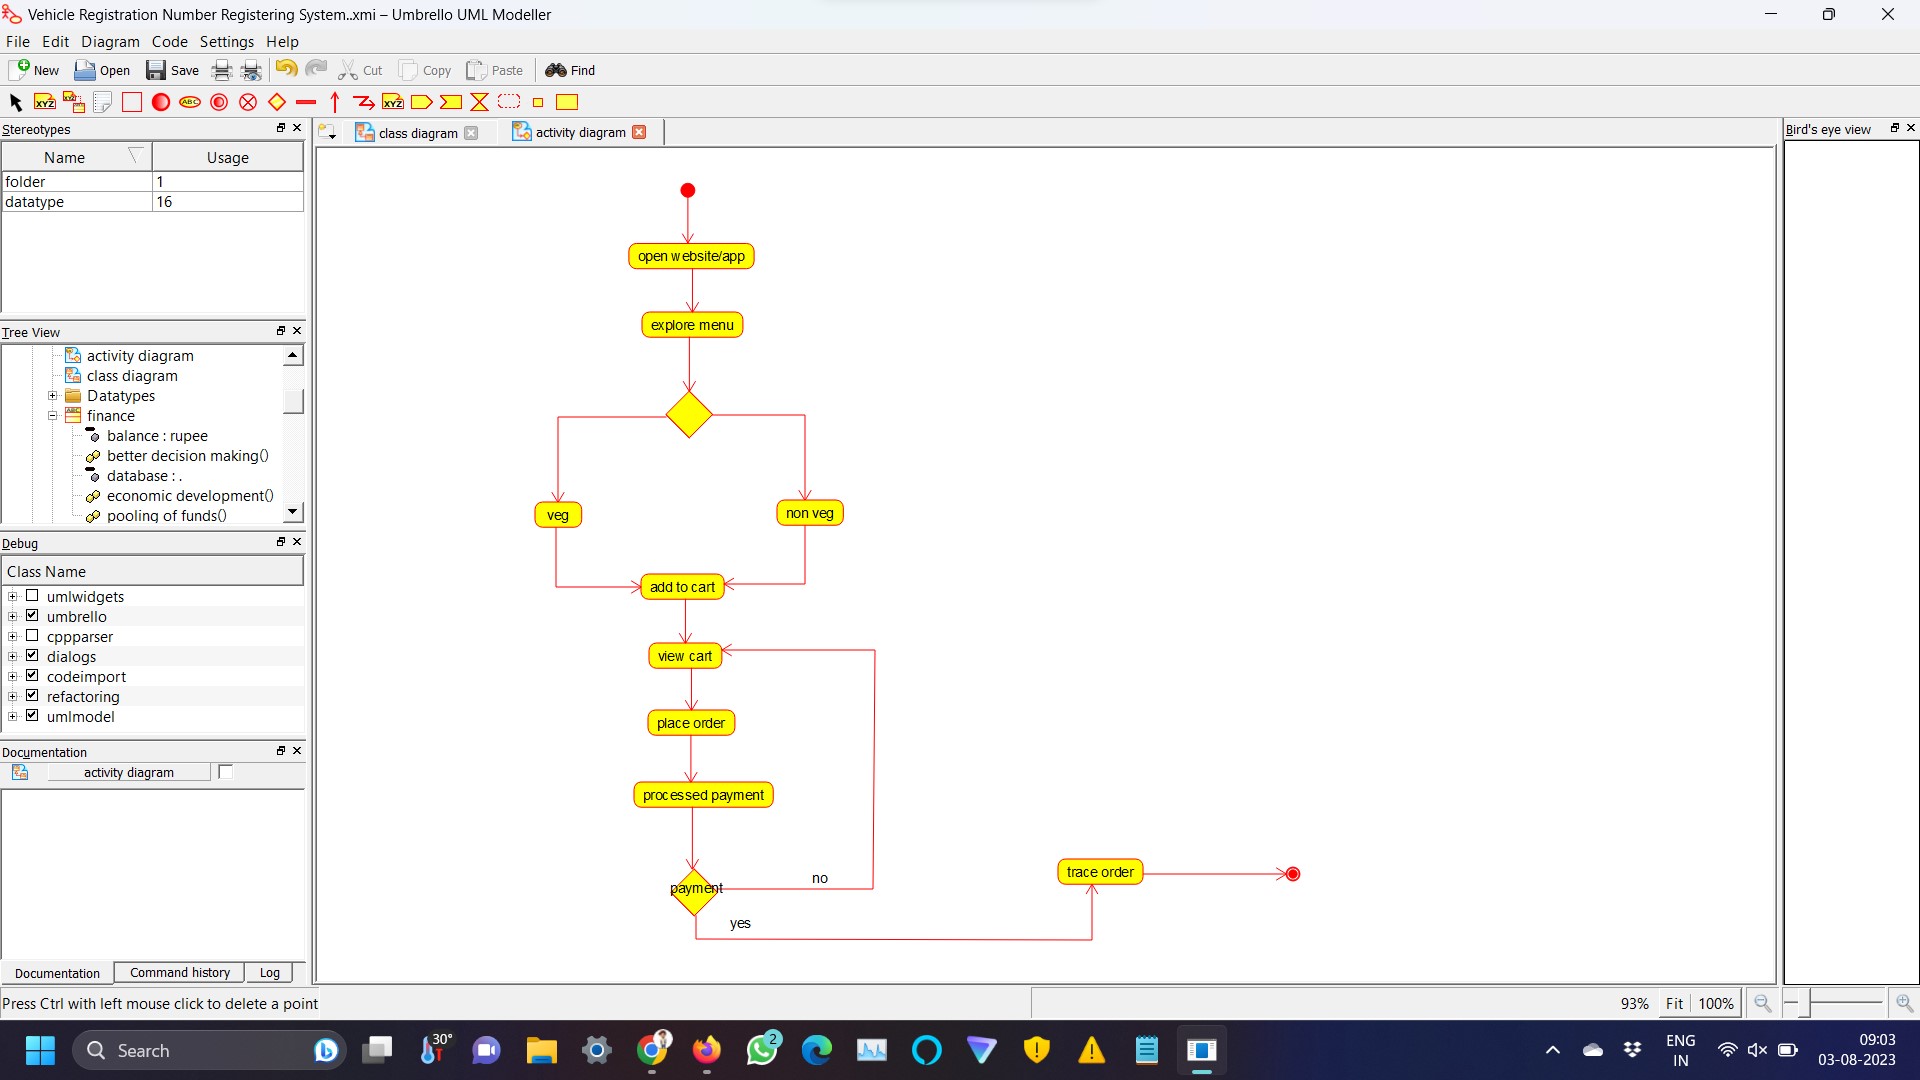 Vehicle Registration Number Registering System..xmi – Umbrello UML Modeller
File Edit Diagram Code Settings Help
New Open Save Cut Copy Paste Find
XYZ XYZ ABC XYZ
Stereotypes
Name Usage
folder 1
datatype 16
Tree View
activity diagram
class diagram
Datatypes
ABC finance
balance : rupee
better decision making()
database : .
economic development()
pooling of funds()
Debug
Class Name
umlwidgets
umbrello
cppparser
dialogs
codeimport
refactoring
umlmodel
Documentation
activity diagram
Documentation Command history Log
class diagram activity diagram
open website/app
explore menu
veg
non veg
add to cart
view cart
place order
processed payment
payment
no
yes
trace order
Bird's eye view
Press Ctrl with left mouse click to delete a point
93% Fit 100%
Search
30°
2
ENG
IN
09:03
03-08-2023